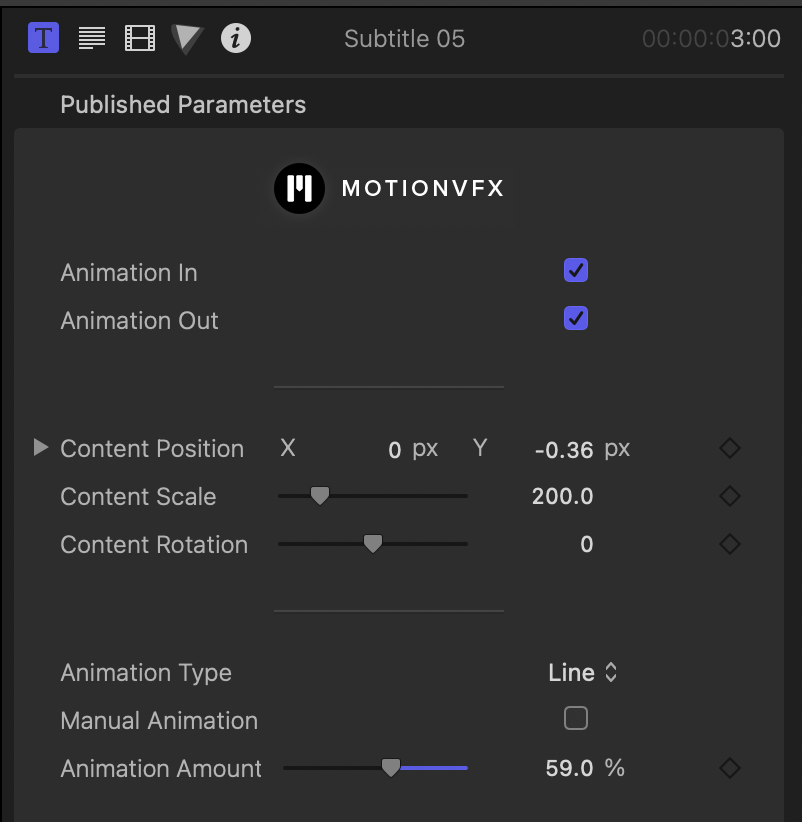 T i Subtitle 05 00:00:03:00
Published Parameters
MOTIONVFX
Animation In
Animation Out
Content Position X 0 px Y -0.36 px
Content Scale 200.0
Content Rotation 0
Animation Type Line
Manual Animation
Animation Amount 59.0 %